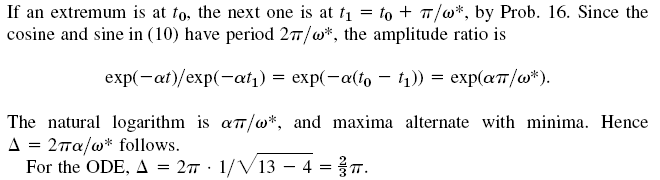 If an extremum is at t₀, the next one is at t₁ = t₀ + π/ω*, by Prob. 16. Since the
cosine and sine in (10) have period 2π/ω*, the amplitude ratio is
exp(−αt)/exp(−αt₁) = exp(−α(t₀ − t₁)) = exp(απ/ω*).
The natural logarithm is απ/ω*, and maxima alternate with minima. Hence
Δ = 2πα/ω* follows.
For the ODE, Δ = 2π · 1/√(13 − 4) = ⅔π.